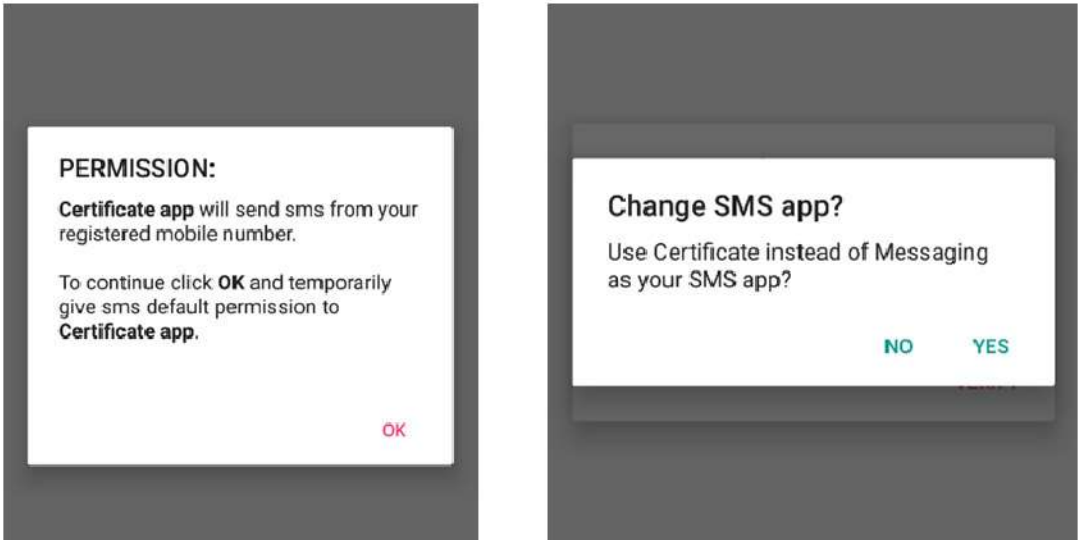 PERMISSION:
Certificate app will send sms from your
registered mobile number.
To continue click OK and temporarily
give sms default permission to
Certificate app.
OK
Change SMS app?
Use Certificate instead of Messaging
as your SMS app?
NO YES